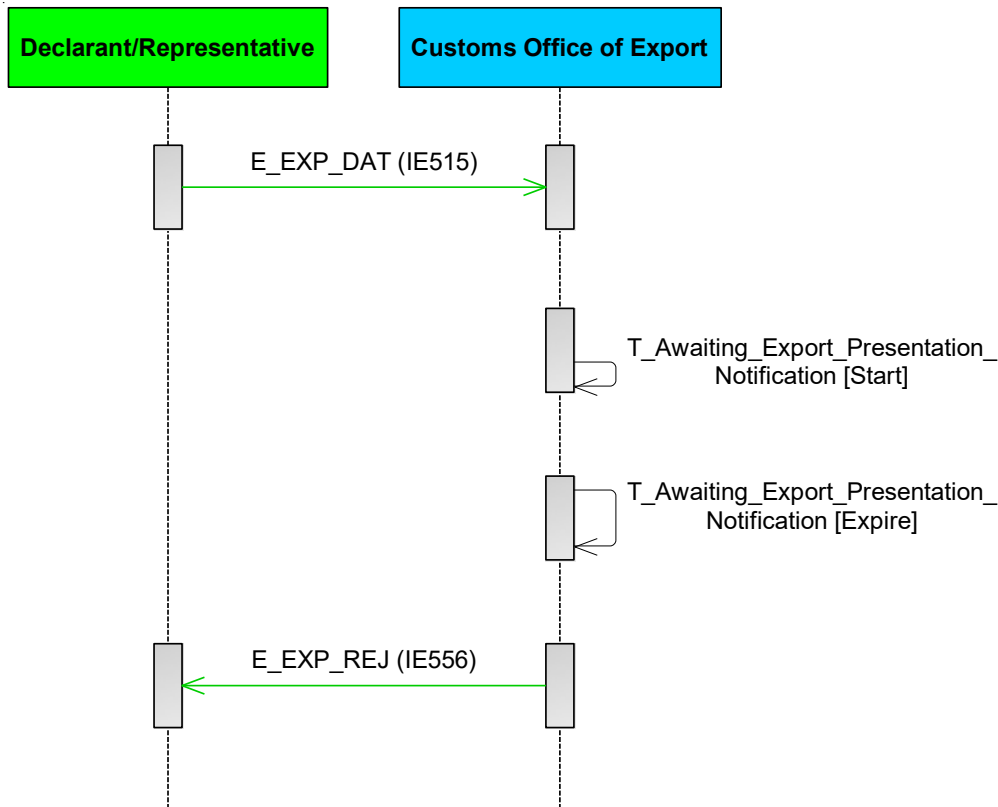 Declarant/Representative
Customs Office of Export
E_EXP_DAT (IE515)
T_Awaiting_Export_Presentation_
Notification [Start]
T_Awaiting_Export_Presentation_
Notification [Expire]
E_EXP_REJ (IE556)